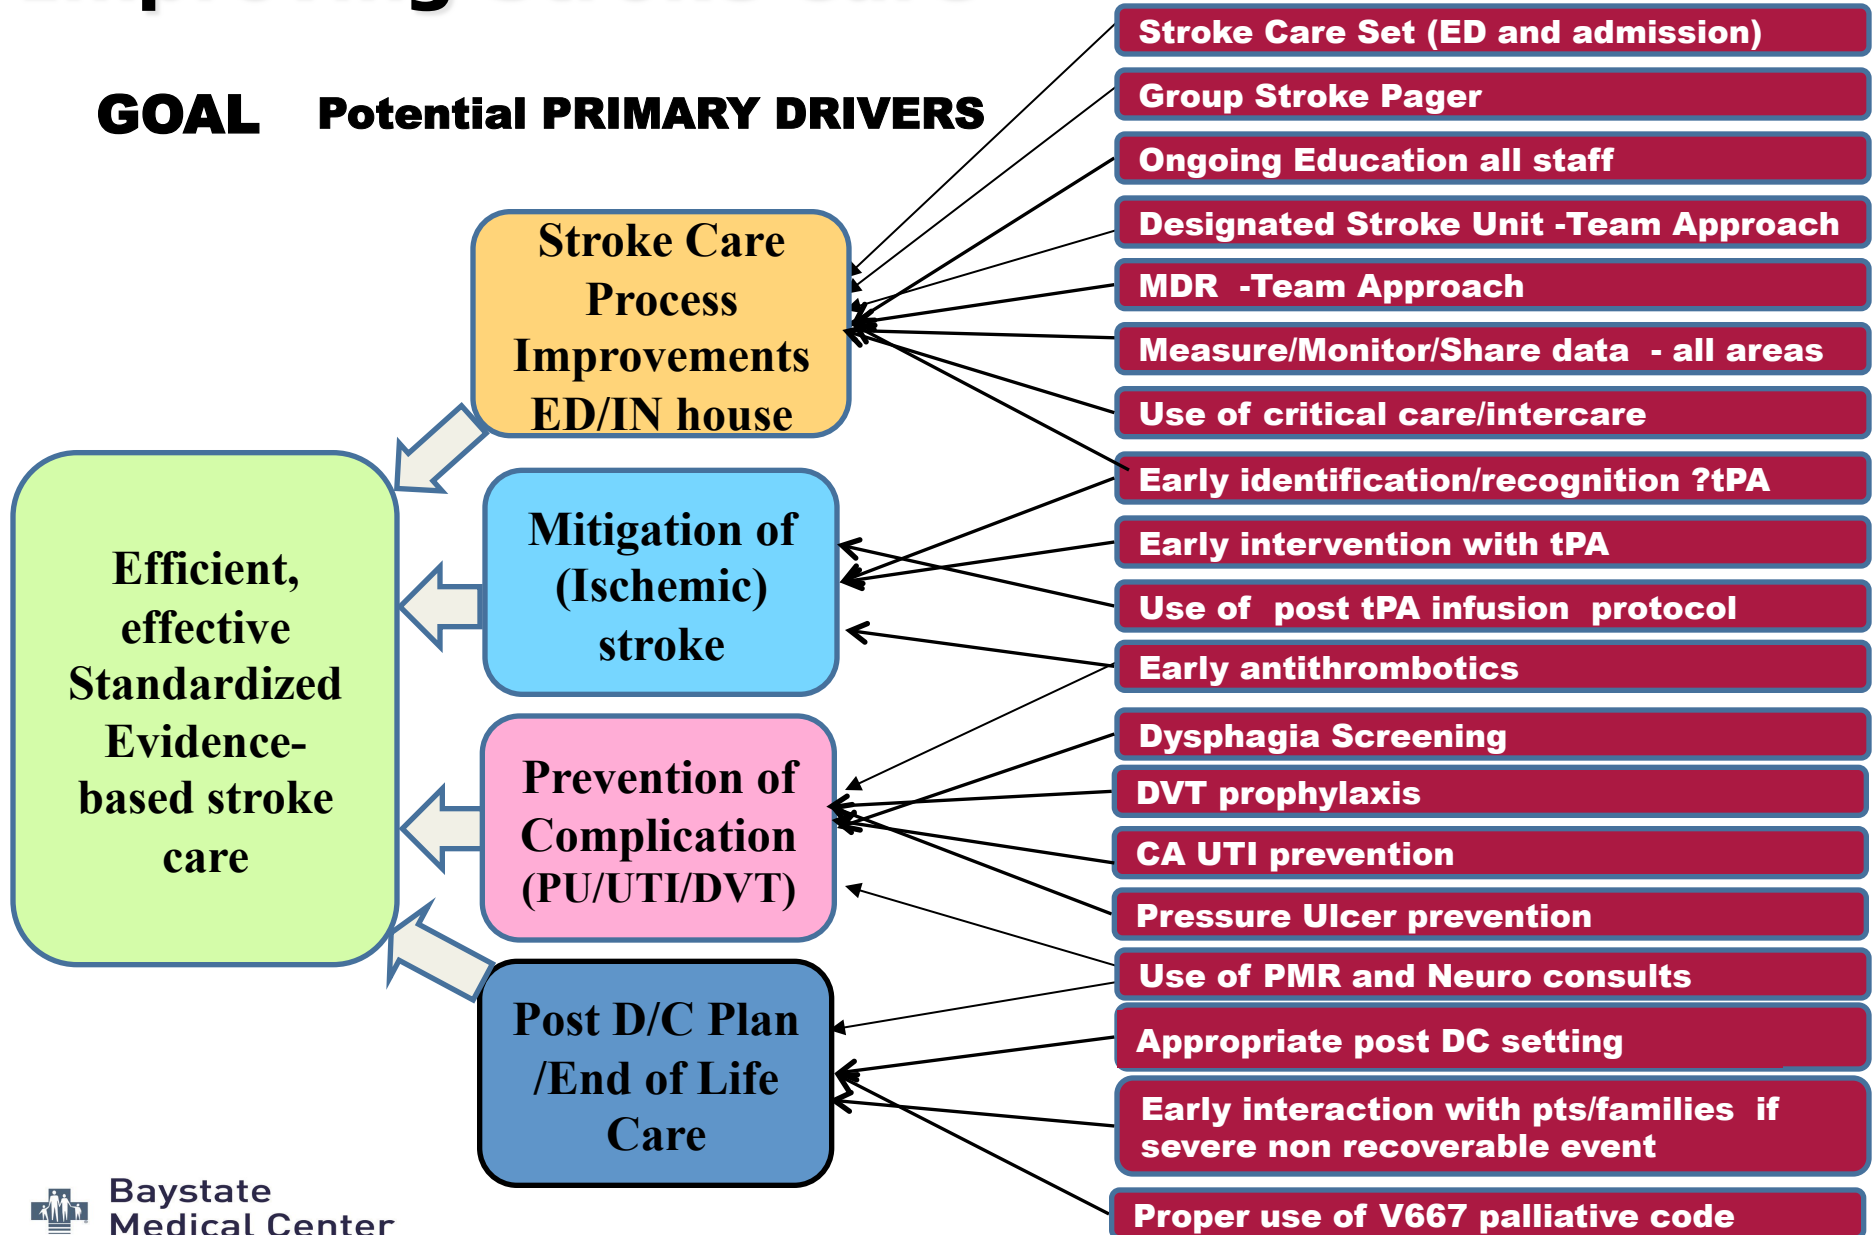 Improving Stroke Care
GOAL
Potential PRIMARY DRIVERS
Efficient,
effective
Standardized
Evidence-
based stroke
care
Stroke Care
Process
Improvements
ED/IN house
Mitigation of
(Ischemic)
stroke
Prevention of
Complication
(PU/UTI/DVT)
Post D/C Plan
/End of Life
Care
Stroke Care Set (ED and admission)
Group Stroke Pager
Ongoing Education all staff
Designated Stroke Unit -Team Approach
MDR -Team Approach
Measure/Monitor/Share data - all areas
Use of critical care/intercare
Early identification/recognition ?tPA
Early intervention with tPA
Use of post tPA infusion protocol
Early antithrombotics
Dysphagia Screening
DVT prophylaxis
CA UTI prevention
Pressure Ulcer prevention
Use of PMR and Neuro consults
Appropriate post DC setting
Early interaction with pts/families if
severe non recoverable event
Proper use of V667 palliative code
Baystate
Medical Center